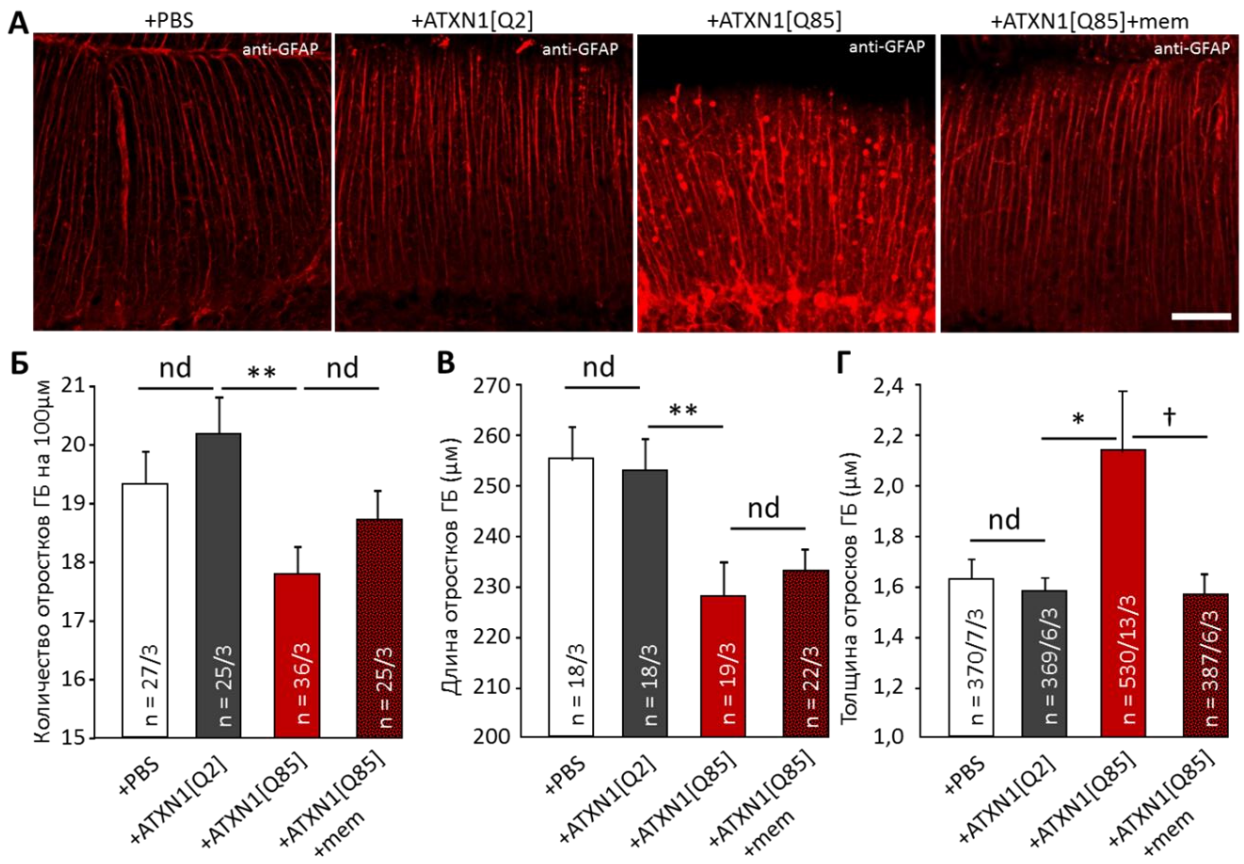 А
+PBS
+ATXN1[Q2]
+ATXN1[Q85]
+ATXN1[Q85]+mem
anti-GFAP
anti-GFAP
anti-GFAP
anti-GFAP
Б
Количество отростков ГБ на 100μм
21
20
19
18
17
16
15
nd
**
nd
n = 27/3
n = 25/3
n = 36/3
n = 25/3
+PBS
+ATXN1[Q2]
+ATXN1[Q85]
+ATXN1[Q85]
+mem
В
Длина отростков ГБ (μм)
270
260
250
240
230
220
210
200
nd
**
nd
n = 18/3
n = 18/3
n = 19/3
n = 22/3
+PBS
+ATXN1[Q2]
+ATXN1[Q85]
+ATXN1[Q85]
+mem
Г
Толщина отросков ГБ (μм)
2,4
2,2
2,0
1,8
1,6
1,4
1,2
1,0
nd
*
†
n = 370/7/3
n = 369/6/3
n = 530/13/3
n = 387/6/3
+PBS
+ATXN1[Q2]
+ATXN1[Q85]
+ATXN1[Q85]
+mem